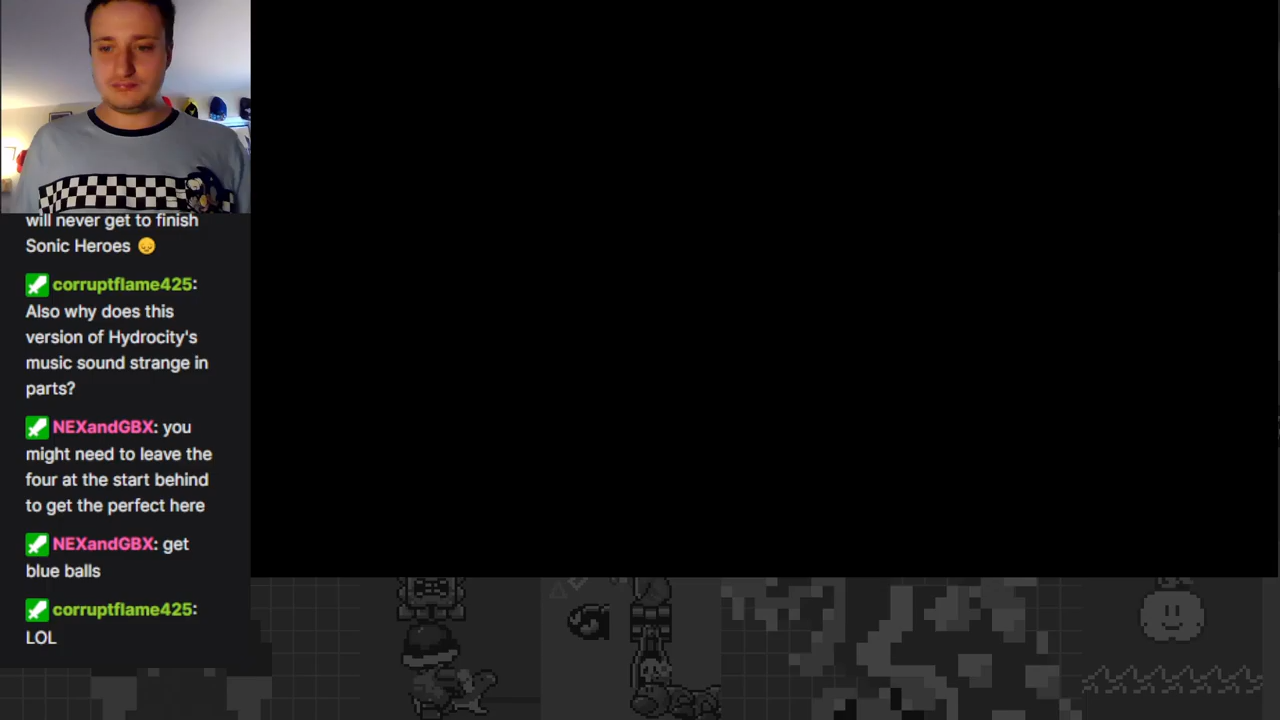 will never get to finish
Sonic Heroes 😞
corruptflame425:
Also why does this
version of Hydrocity's
music sound strange in
parts?
NEXandGBX: you
might need to leave the
four at the start behind
to get the perfect here
NEXandGBX: get
blue balls
corruptflame425:
LOL